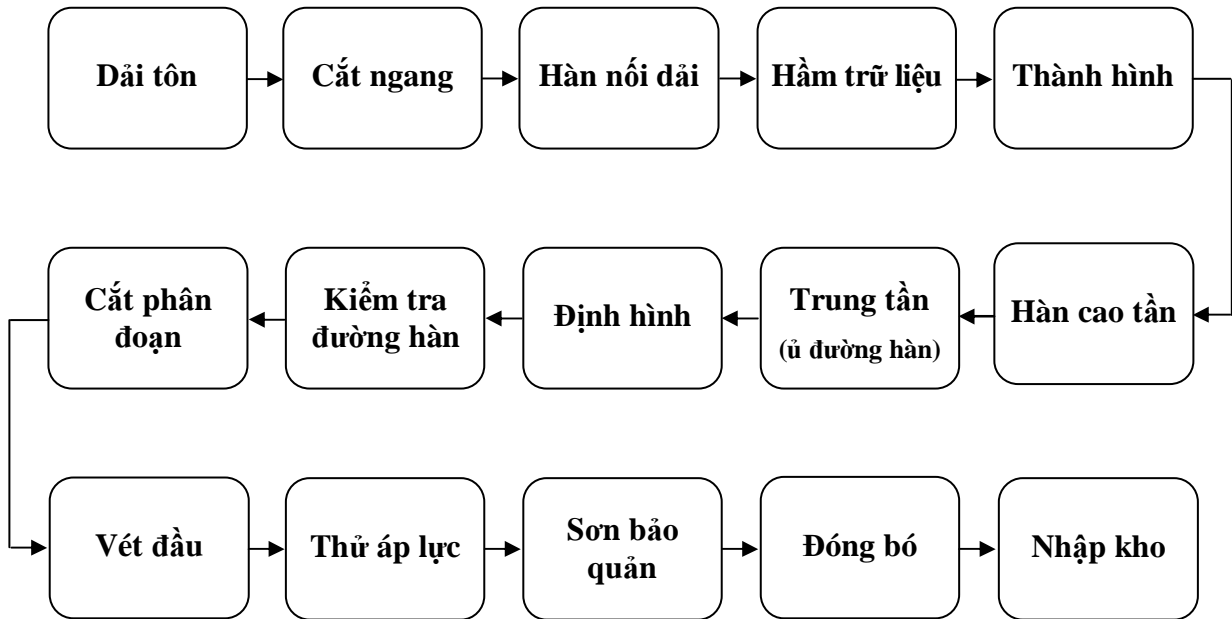 Dải tôn
Cắt ngang
Hàn nối dải
Hầm trữ liệu
Thành hình
Hàn cao tần
Trung tần
(ủ đường hàn)
Định hình
Kiểm tra
đường hàn
Cắt phân
đoạn
Vét đầu
Thử áp lực
Sơn bảo
quản
Đóng bó
Nhập kho